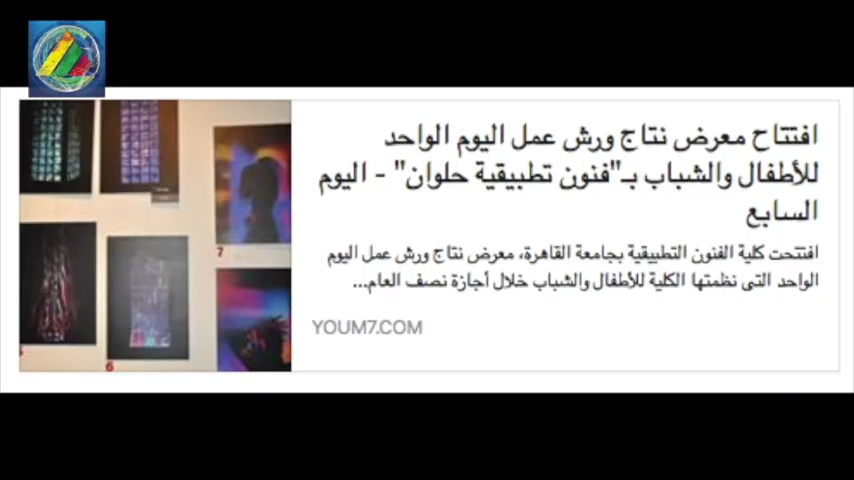 افتتاح معرض نتاج ورش عمل اليوم الواحد
للأطفال والشباب بـ"فنون تطبيقية حلوان" - اليوم
السابع
افتتحت كلية الفنون التطبيقية بجامعة القاهرة، معرض نتاج ورش عمل اليوم
الواحد التى نظمتها الكلية للأطفال والشباب خلال أجازة نصف العام...
YOUM7.COM
7
6